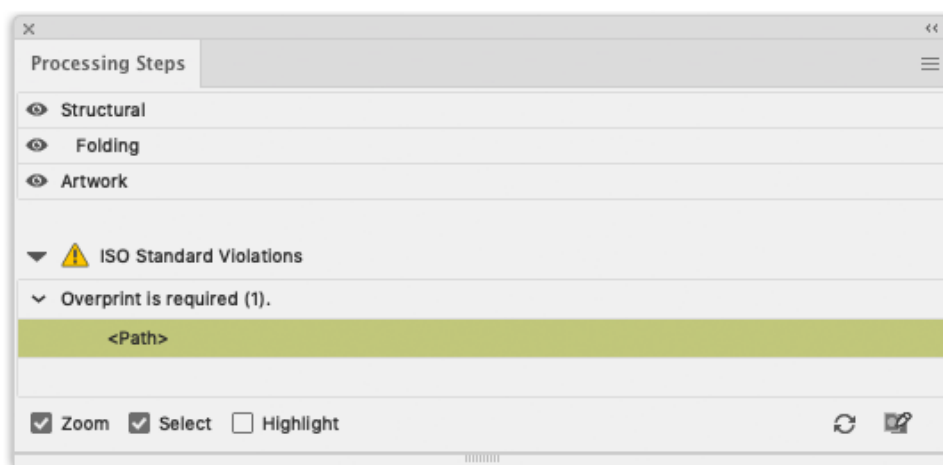 Processing Steps
Structural
Folding
Artwork
ISO Standard Violations
Overprint is required (1).
<Path>
Zoom Select Highlight